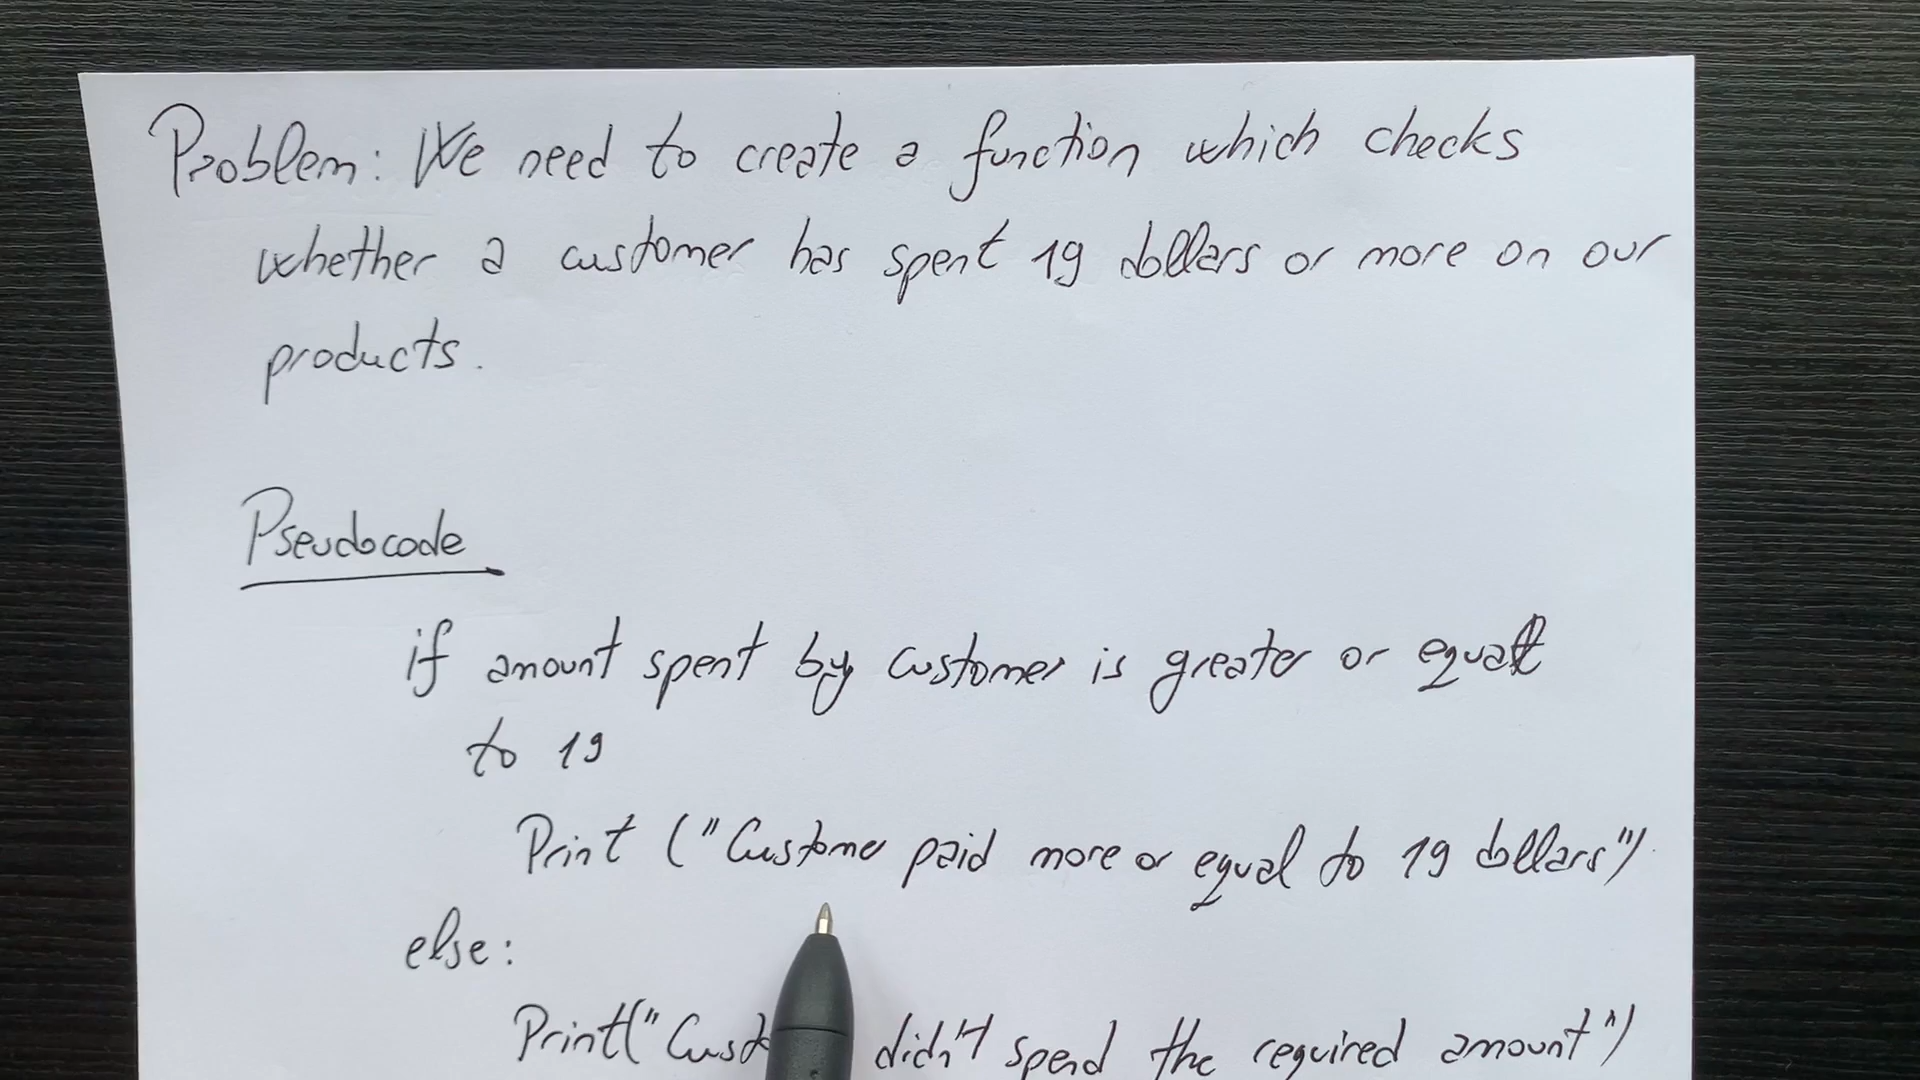 Problem: We need to create a function which checks
whether a customer has spent 19 dollars or more on our
products.
Pseudocode
if amount spent by customer is greater or equal
to 19
Print ("Customer paid more or equal to 19 dollars")
else:
Print("Cust didn't spend the required amount")